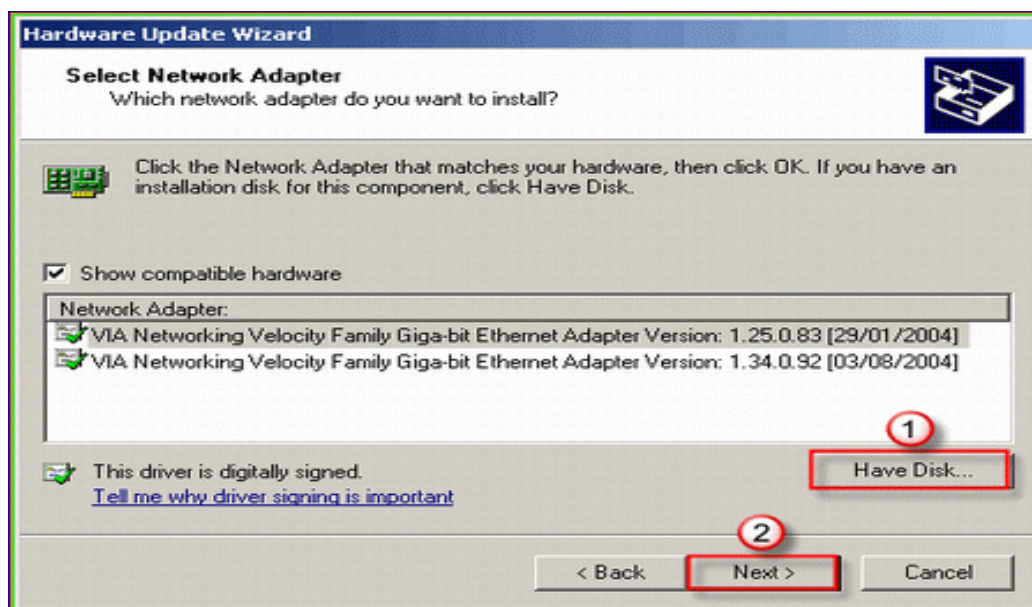 Hardware Update Wizard
Select Network Adapter
Which network adapter do you want to install?
Click the Network Adapter that matches your hardware, then click OK. If you have an
installation disk for this component, click Have Disk.
Show compatible hardware
Network Adapter:
VIA Networking Velocity Family Giga-bit Ethernet Adapter Version: 1.25.0.83 [29/01/2004]
VIA Networking Velocity Family Giga-bit Ethernet Adapter Version: 1.34.0.92 [03/08/2004]
1
This driver is digitally signed.
Have Disk...
Tell me why driver signing is important
2
< Back Next > Cancel